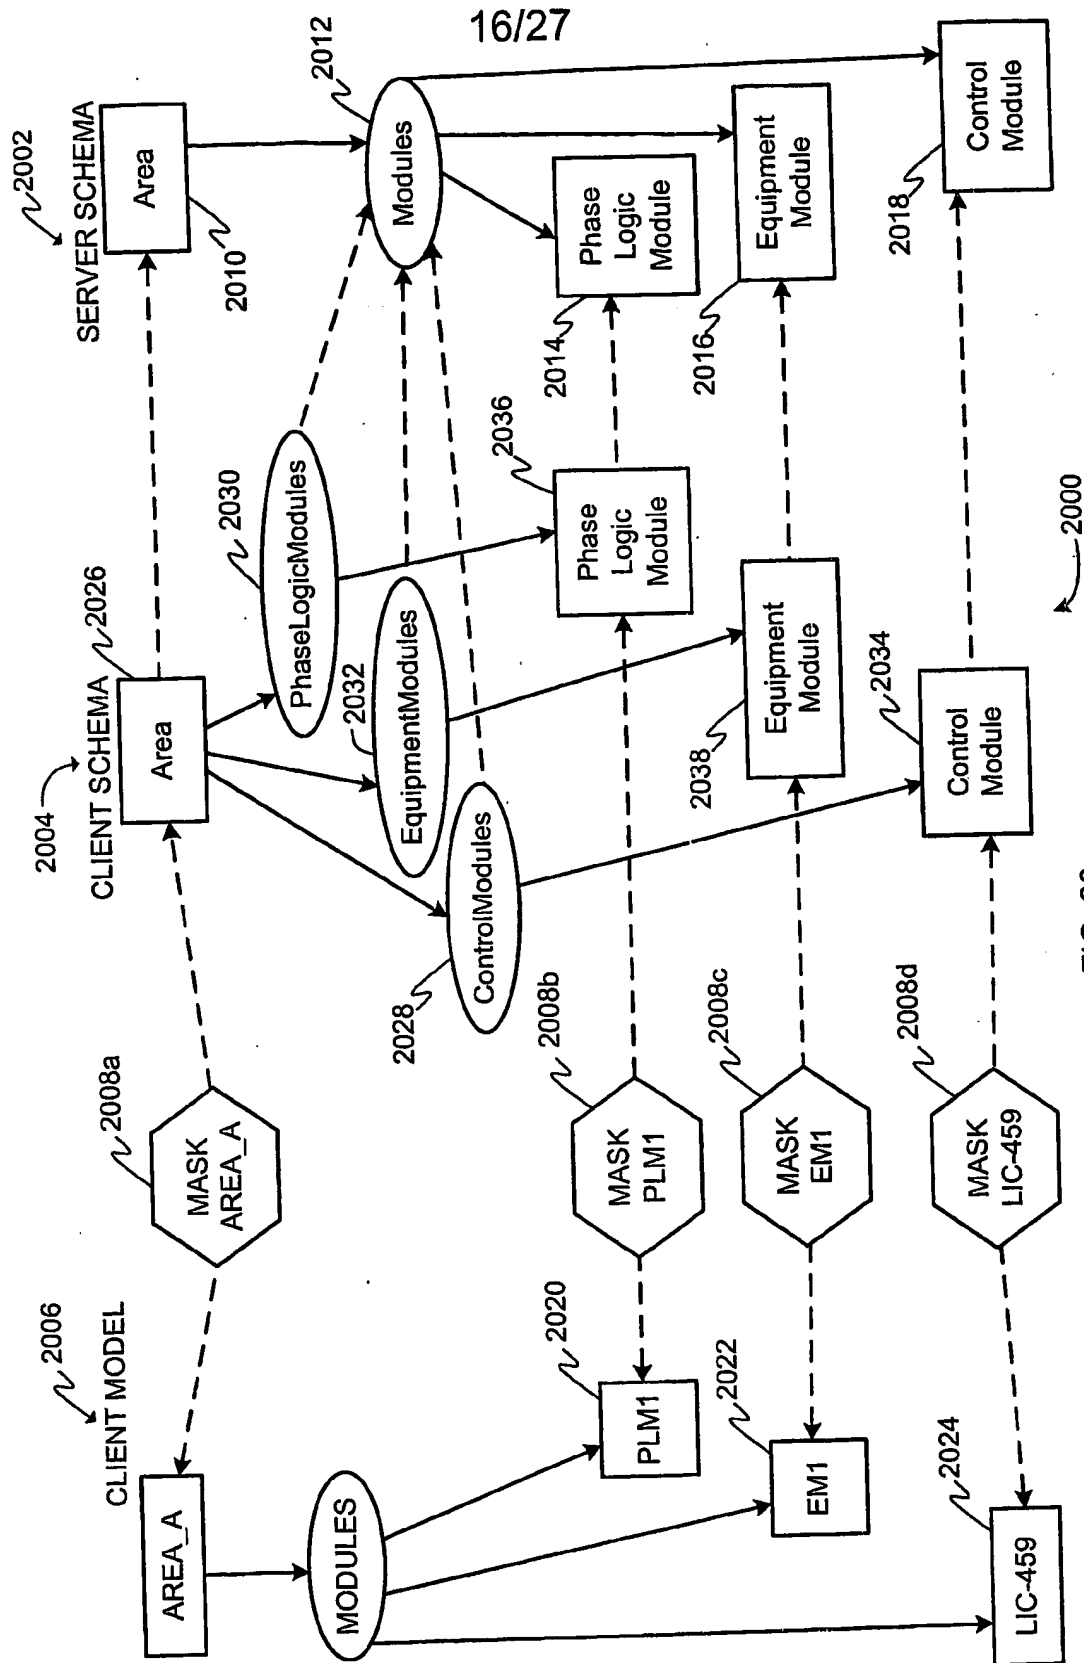 16/27
2006
CLIENT MODEL
2004
CLIENT SCHEMA
2002
SERVER SCHEMA
AREA_A
2008a
MASK
AREA_A
2026
Area
Area
2010
MODULES
2030
PhaseLogicModules
2032
EquipmentModules
2028
ControlModules
2012
Modules
2020
PLM1
2008b
MASK
PLM1
2036
Phase
Logic
Module
2014
Phase
Logic
Module
2022
EM1
2008c
MASK
EM1
2038
Equipment
Module
2016
Equipment
Module
2024
LIC-459
2008d
MASK
LIC-459
2034
Control
Module
2018
Control
Module
2000